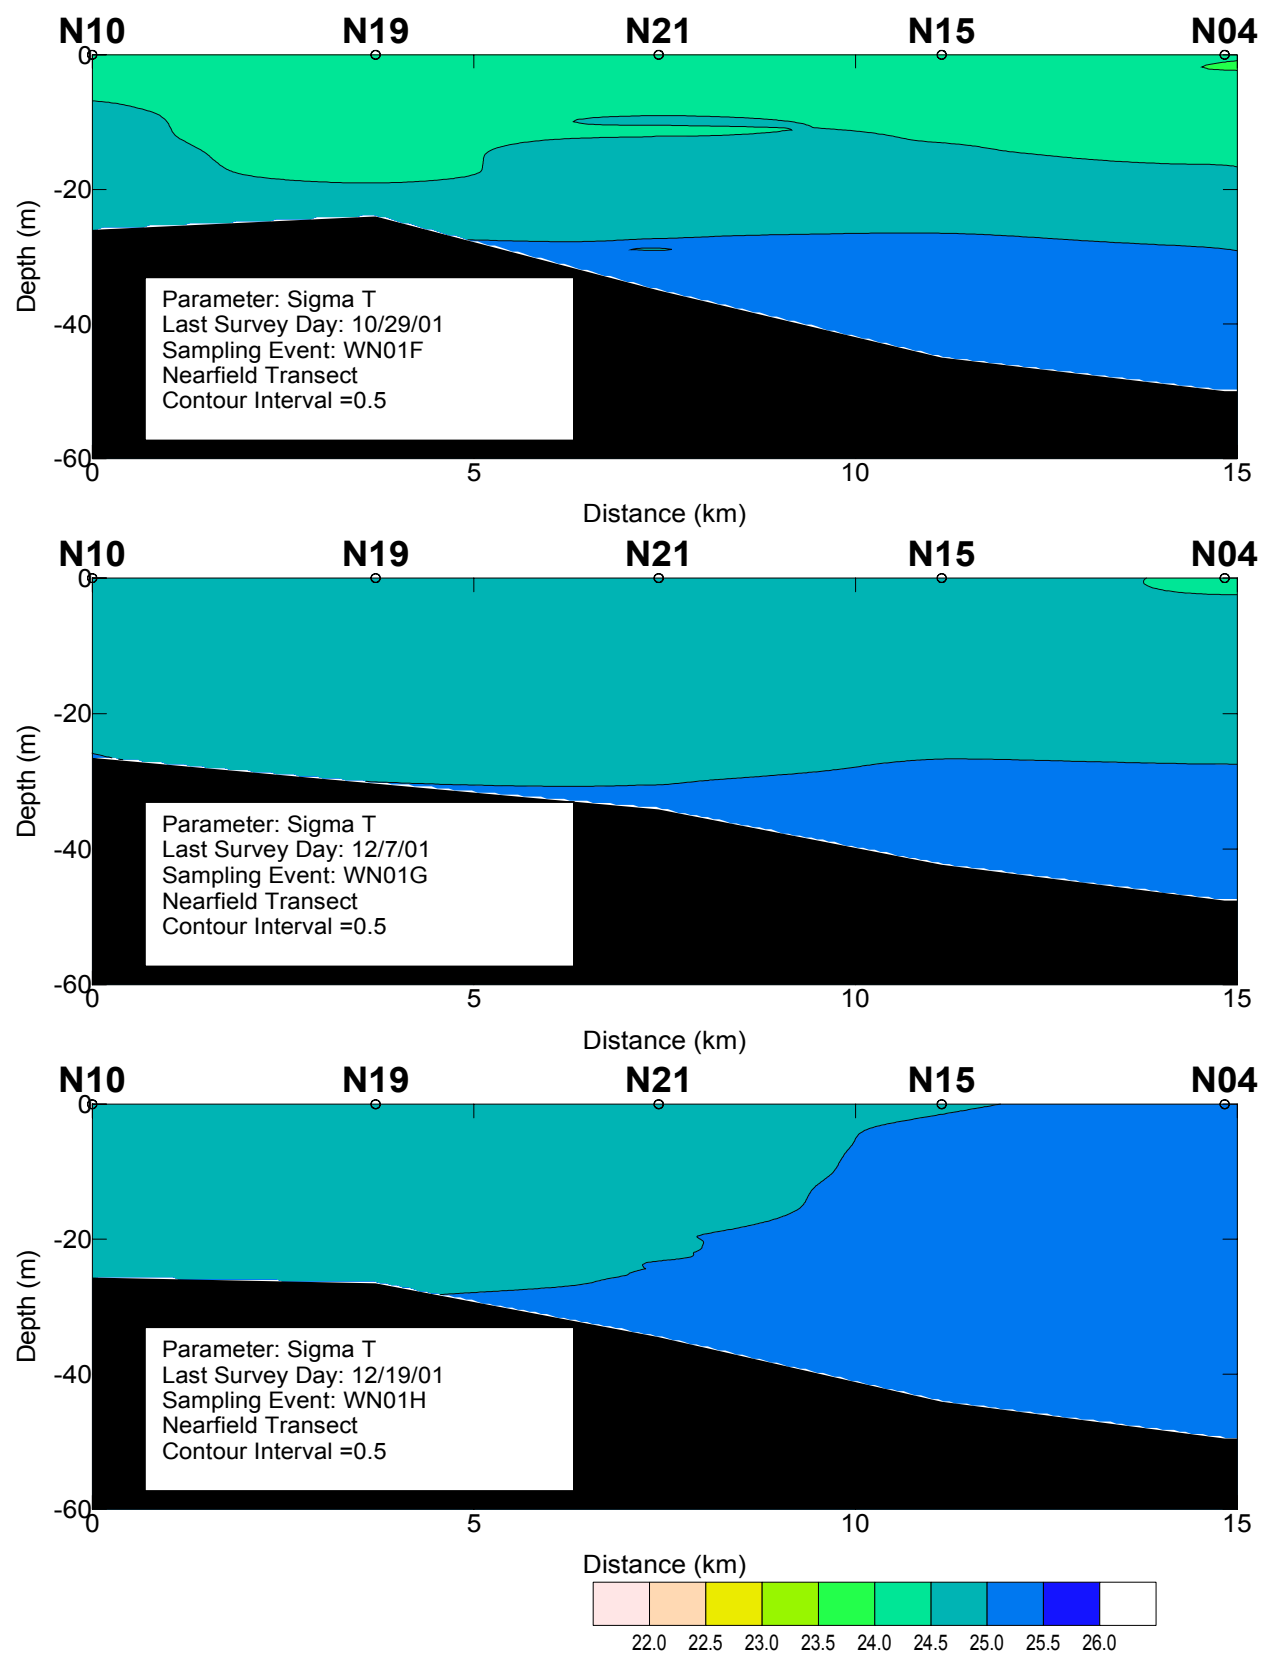 N10 N19 N21 N15 N04
0
-20
-40
-60
Depth (m)
Parameter: Sigma T
Last Survey Day: 10/29/01
Sampling Event: WN01F
Nearfield Transect
Contour Interval =0.5
0 5 10 15
Distance (km)
N10 N19 N21 N15 N04
0
-20
-40
-60
Depth (m)
Parameter: Sigma T
Last Survey Day: 12/7/01
Sampling Event: WN01G
Nearfield Transect
Contour Interval =0.5
0 5 10 15
Distance (km)
N10 N19 N21 N15 N04
0
-20
-40
-60
Depth (m)
Parameter: Sigma T
Last Survey Day: 12/19/01
Sampling Event: WN01H
Nearfield Transect
Contour Interval =0.5
0 5 10 15
Distance (km)
22.0 22.5 23.0 23.5 24.0 24.5 25.0 25.5 26.0